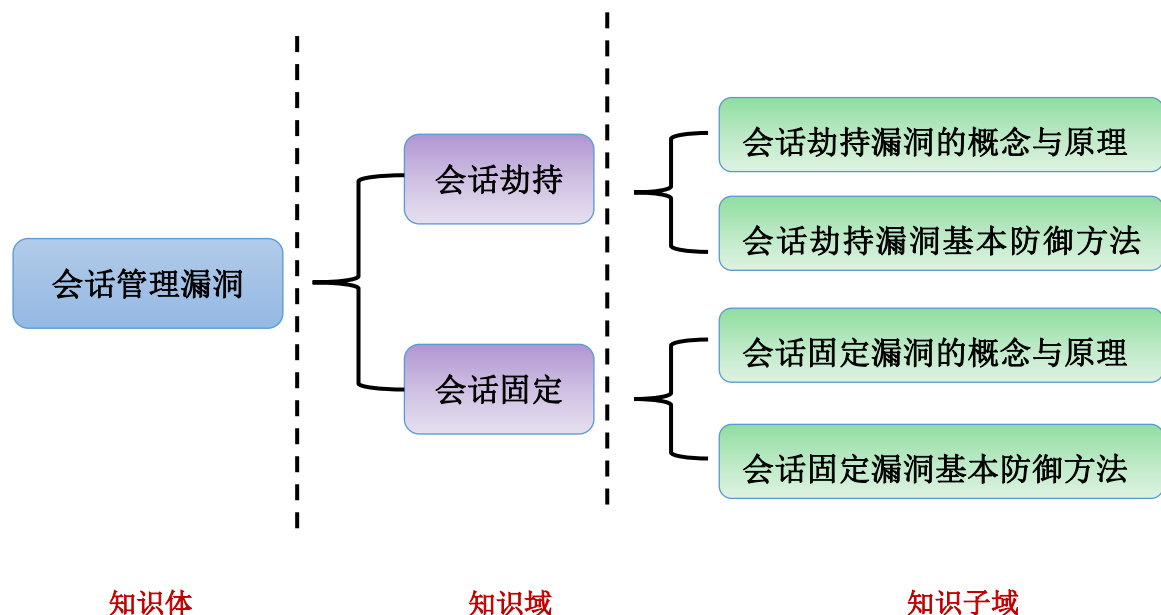 会话管理漏洞
会话劫持
会话固定
会话劫持漏洞的概念与原理
会话劫持漏洞基本防御方法
会话固定漏洞的概念与原理
会话固定漏洞基本防御方法
知识体
知识域
知识子域